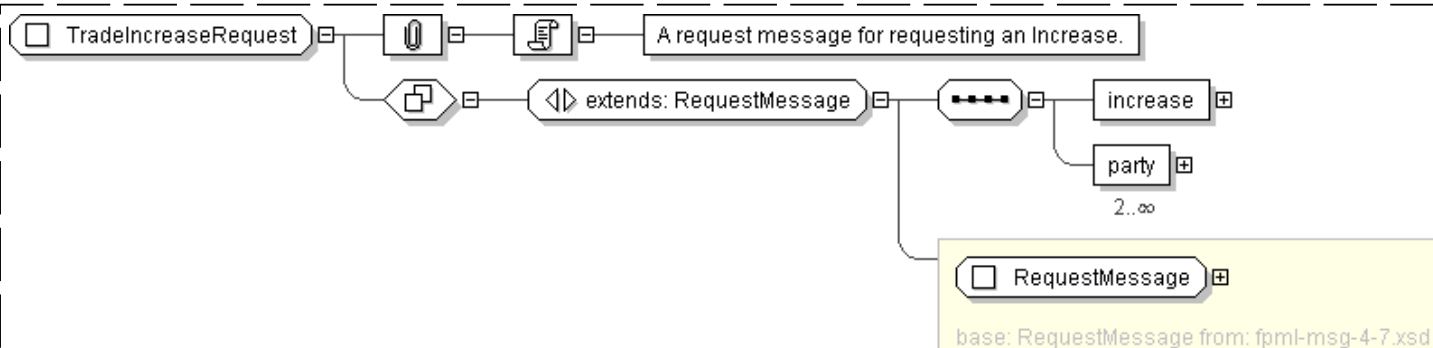 TradeIncreaseRequest
A request message for requesting an Increase.
extends: RequestMessage
increase
party
2..∞
RequestMessage
base: RequestMessage from: fpml-msg-4-7.xsd